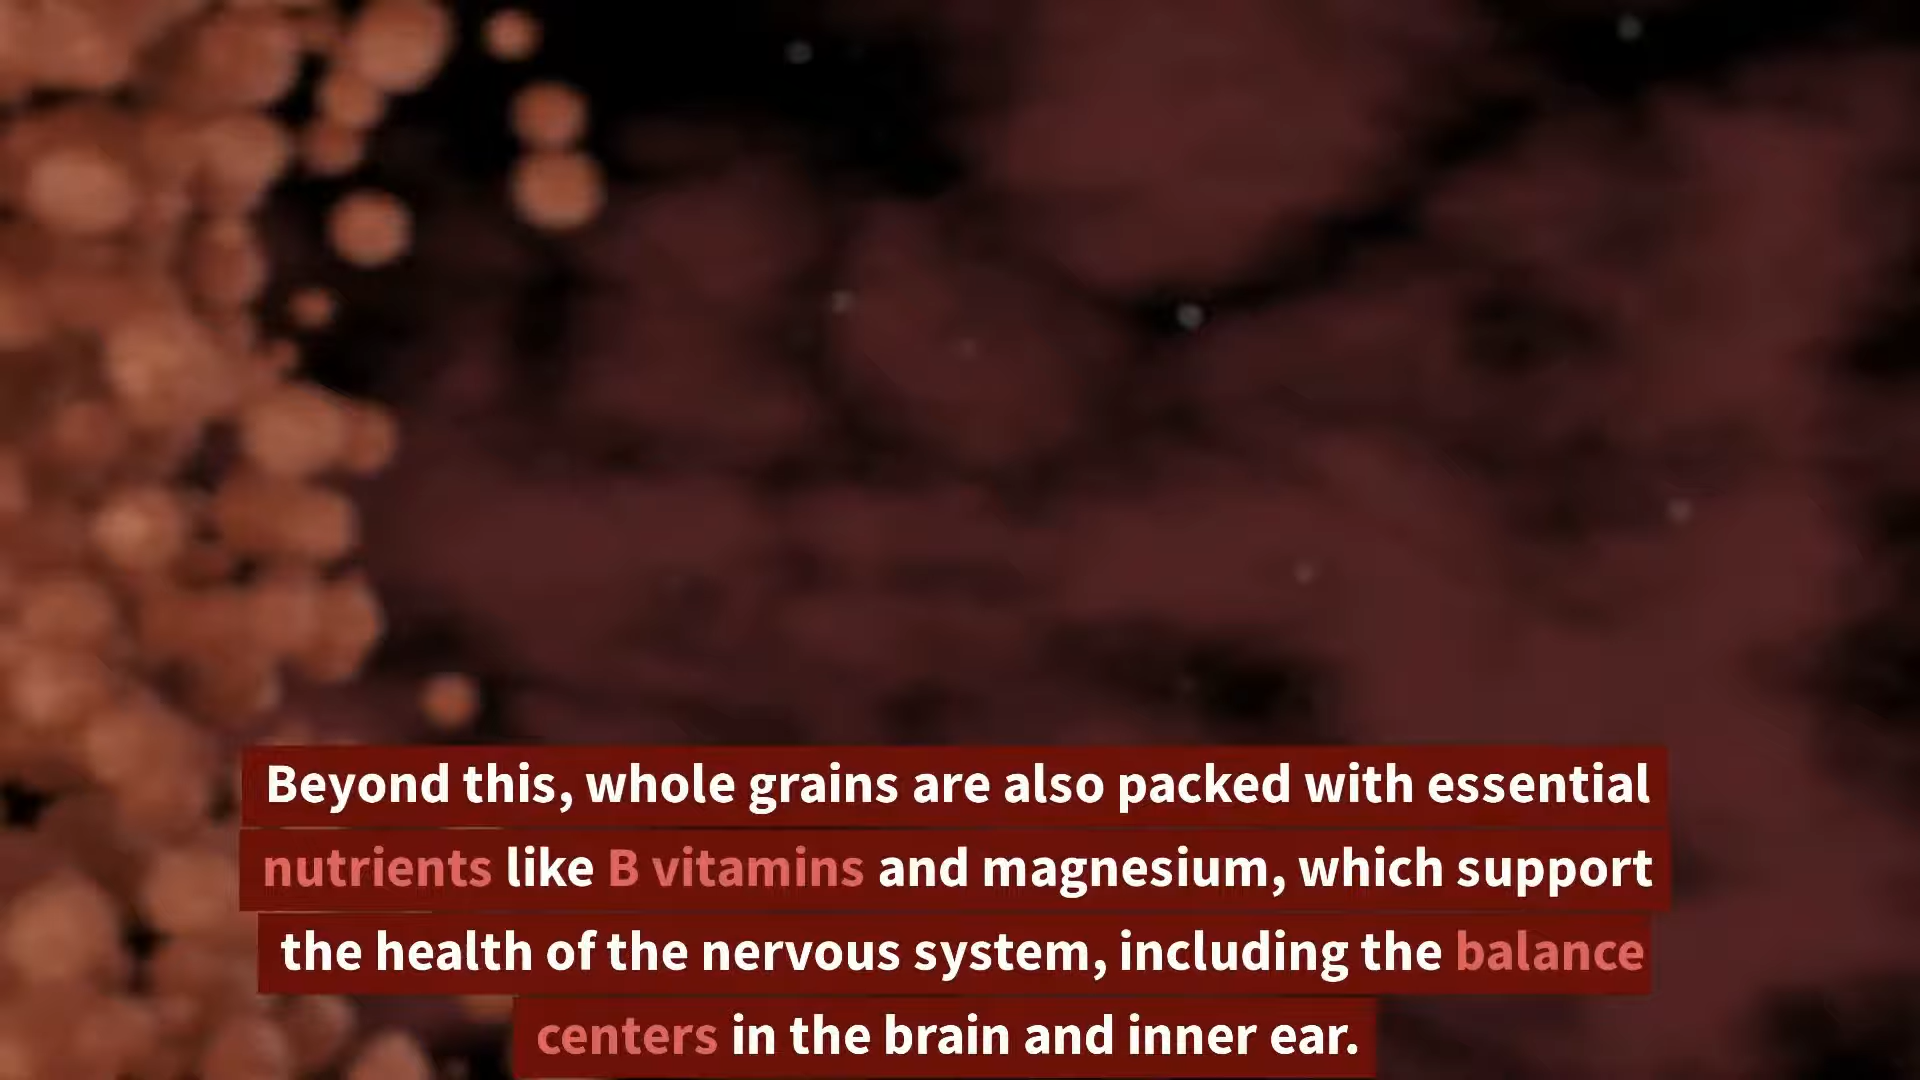 Beyond this, whole grains are also packed with essential
nutrients like B vitamins and magnesium, which support
the health of the nervous system, including the balance
centers in the brain and inner ear.